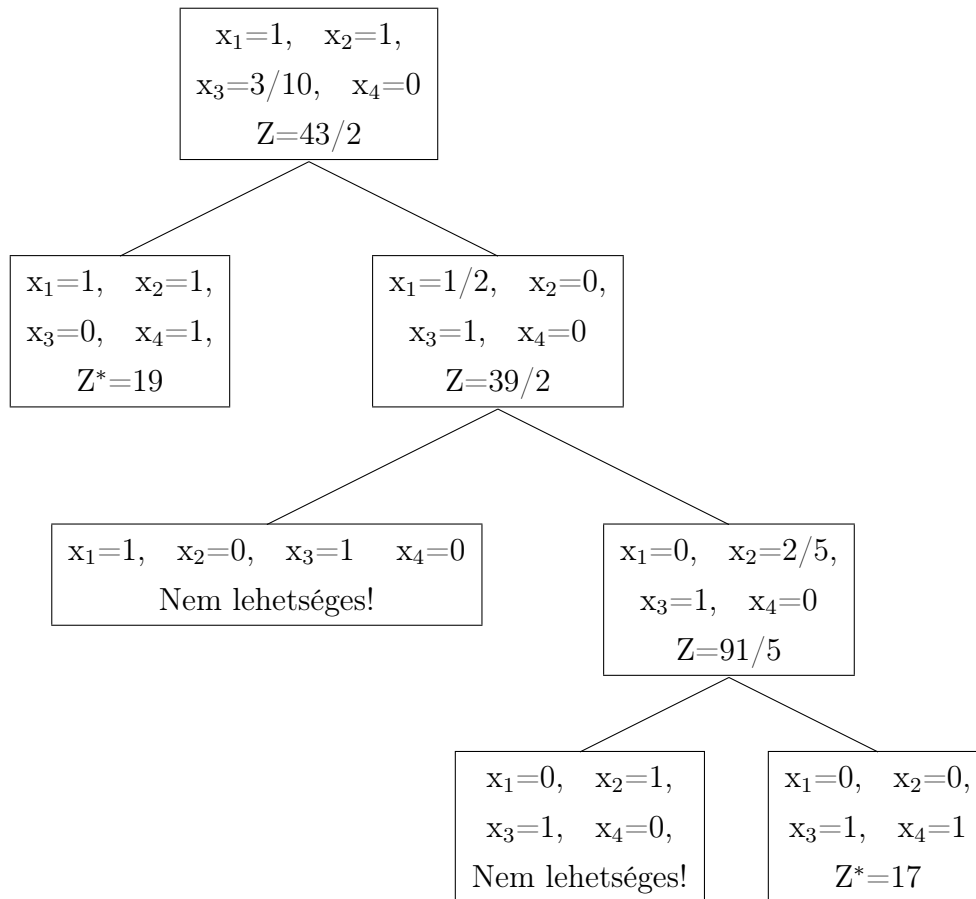 x₁=1, x₂=1,
x₃=3/10, x₄=0
Z=43/2
x₁=1, x₂=1,
x₃=0, x₄=1,
Z*=19
x₁=1/2, x₂=0,
x₃=1, x₄=0
Z=39/2
x₁=1, x₂=0, x₃=1 x₄=0
Nem lehetséges!
x₁=0, x₂=2/5,
x₃=1, x₄=0
Z=91/5
x₁=0, x₂=1,
x₃=1, x₄=0,
Nem lehetséges!
x₁=0, x₂=0,
x₃=1, x₄=1
Z*=17